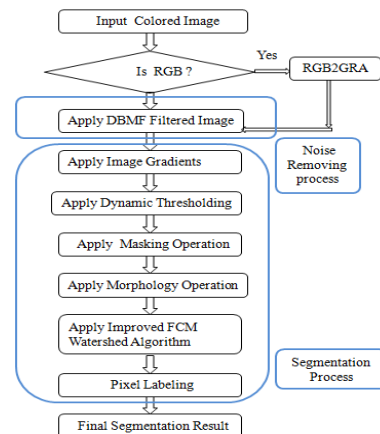 Input Colored Image
Yes
Is RGB ?
RGB2GRA
Apply DBMF Filtered Image
Apply Image Gradients
Noise
Removing
process
Apply Dynamic Thresholding
Apply Masking Operation
Apply Morphology Operation
Apply Improved FCM
Watershed Algorithm
Segmentation
Process
Pixel Labeling
Final Segmentation Result